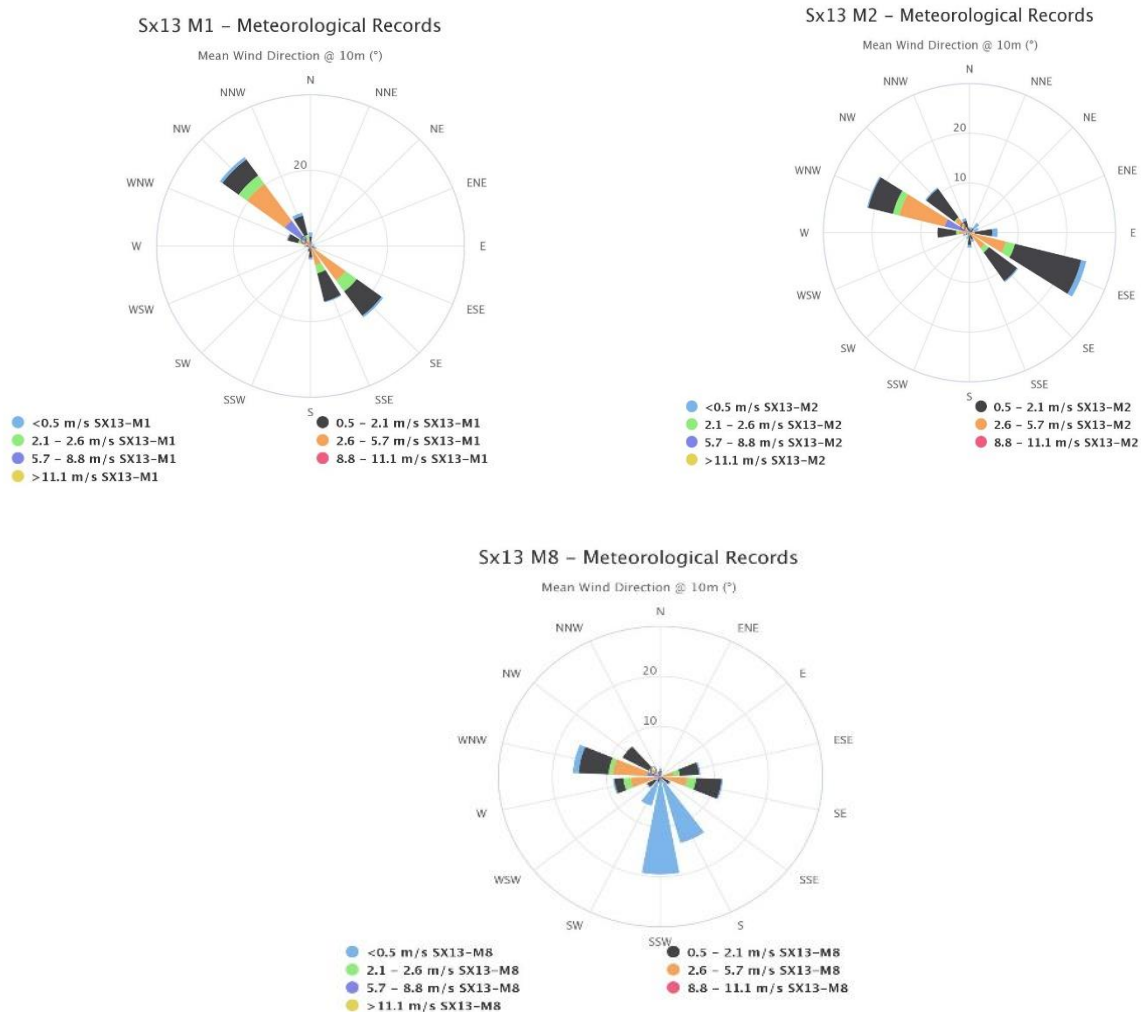 Sx13 M1 – Meteorological Records
Mean Wind Direction @ 10m (°)
N
NNW
NNE
NW
NE
20
WNW
ENE
W
E
WSW
ESE
SW
SE
SSW
SSE
S
<0.5 m/s SX13-M1
0.5 – 2.1 m/s SX13-M1
2.1 – 2.6 m/s SX13-M1
2.6 – 5.7 m/s SX13-M1
5.7 – 8.8 m/s SX13-M1
8.8 – 11.1 m/s SX13-M1
>11.1 m/s SX13-M1
Sx13 M2 – Meteorological Records
Mean Wind Direction @ 10m (°)
N
NNW
NNE
NW
NE
20
WNW
ENE
10
W
E
WSW
ESE
SW
SE
SSW
SSE
S
<0.5 m/s SX13-M2
0.5 – 2.1 m/s SX13-M2
2.1 – 2.6 m/s SX13-M2
2.6 – 5.7 m/s SX13-M2
5.7 – 8.8 m/s SX13-M2
8.8 – 11.1 m/s SX13-M2
>11.1 m/s SX13-M2
Sx13 M8 – Meteorological Records
Mean Wind Direction @ 10m (°)
N
NNW
ENE
NW
E
20
WNW
ESE
10
W
SE
WSW
SSE
SW
S
SSW
<0.5 m/s SX13-M8
0.5 – 2.1 m/s SX13-M8
2.1 – 2.6 m/s SX13-M8
2.6 – 5.7 m/s SX13-M8
5.7 – 8.8 m/s SX13-M8
8.8 – 11.1 m/s SX13-M8
>11.1 m/s SX13-M8